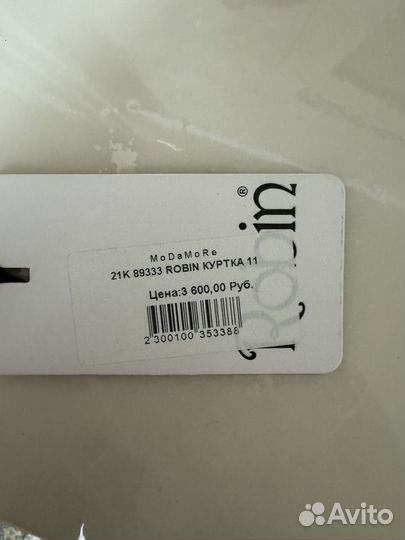 MoDaMoRe
21K 89333 ROBIN КУРТКА 11
Цена:3 600,00 Руб.
2 300100 353388
Robin®
Avito